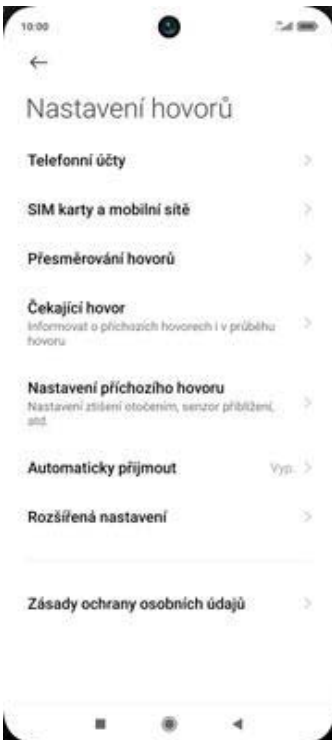 10:00
Nastavení hovorů
Telefonní účty
SIM karty a mobilní sítě
Přesměrování hovorů
Čekající hovor
Informovat o příchozích hovorech i v průběhu
hovoru
Nastavení příchozího hovoru
Nastavení ztišení otočením, senzor přiblížení,
atd.
Automaticky přijmout
Vyp.
Rozšířená nastavení
Zásady ochrany osobních údajů